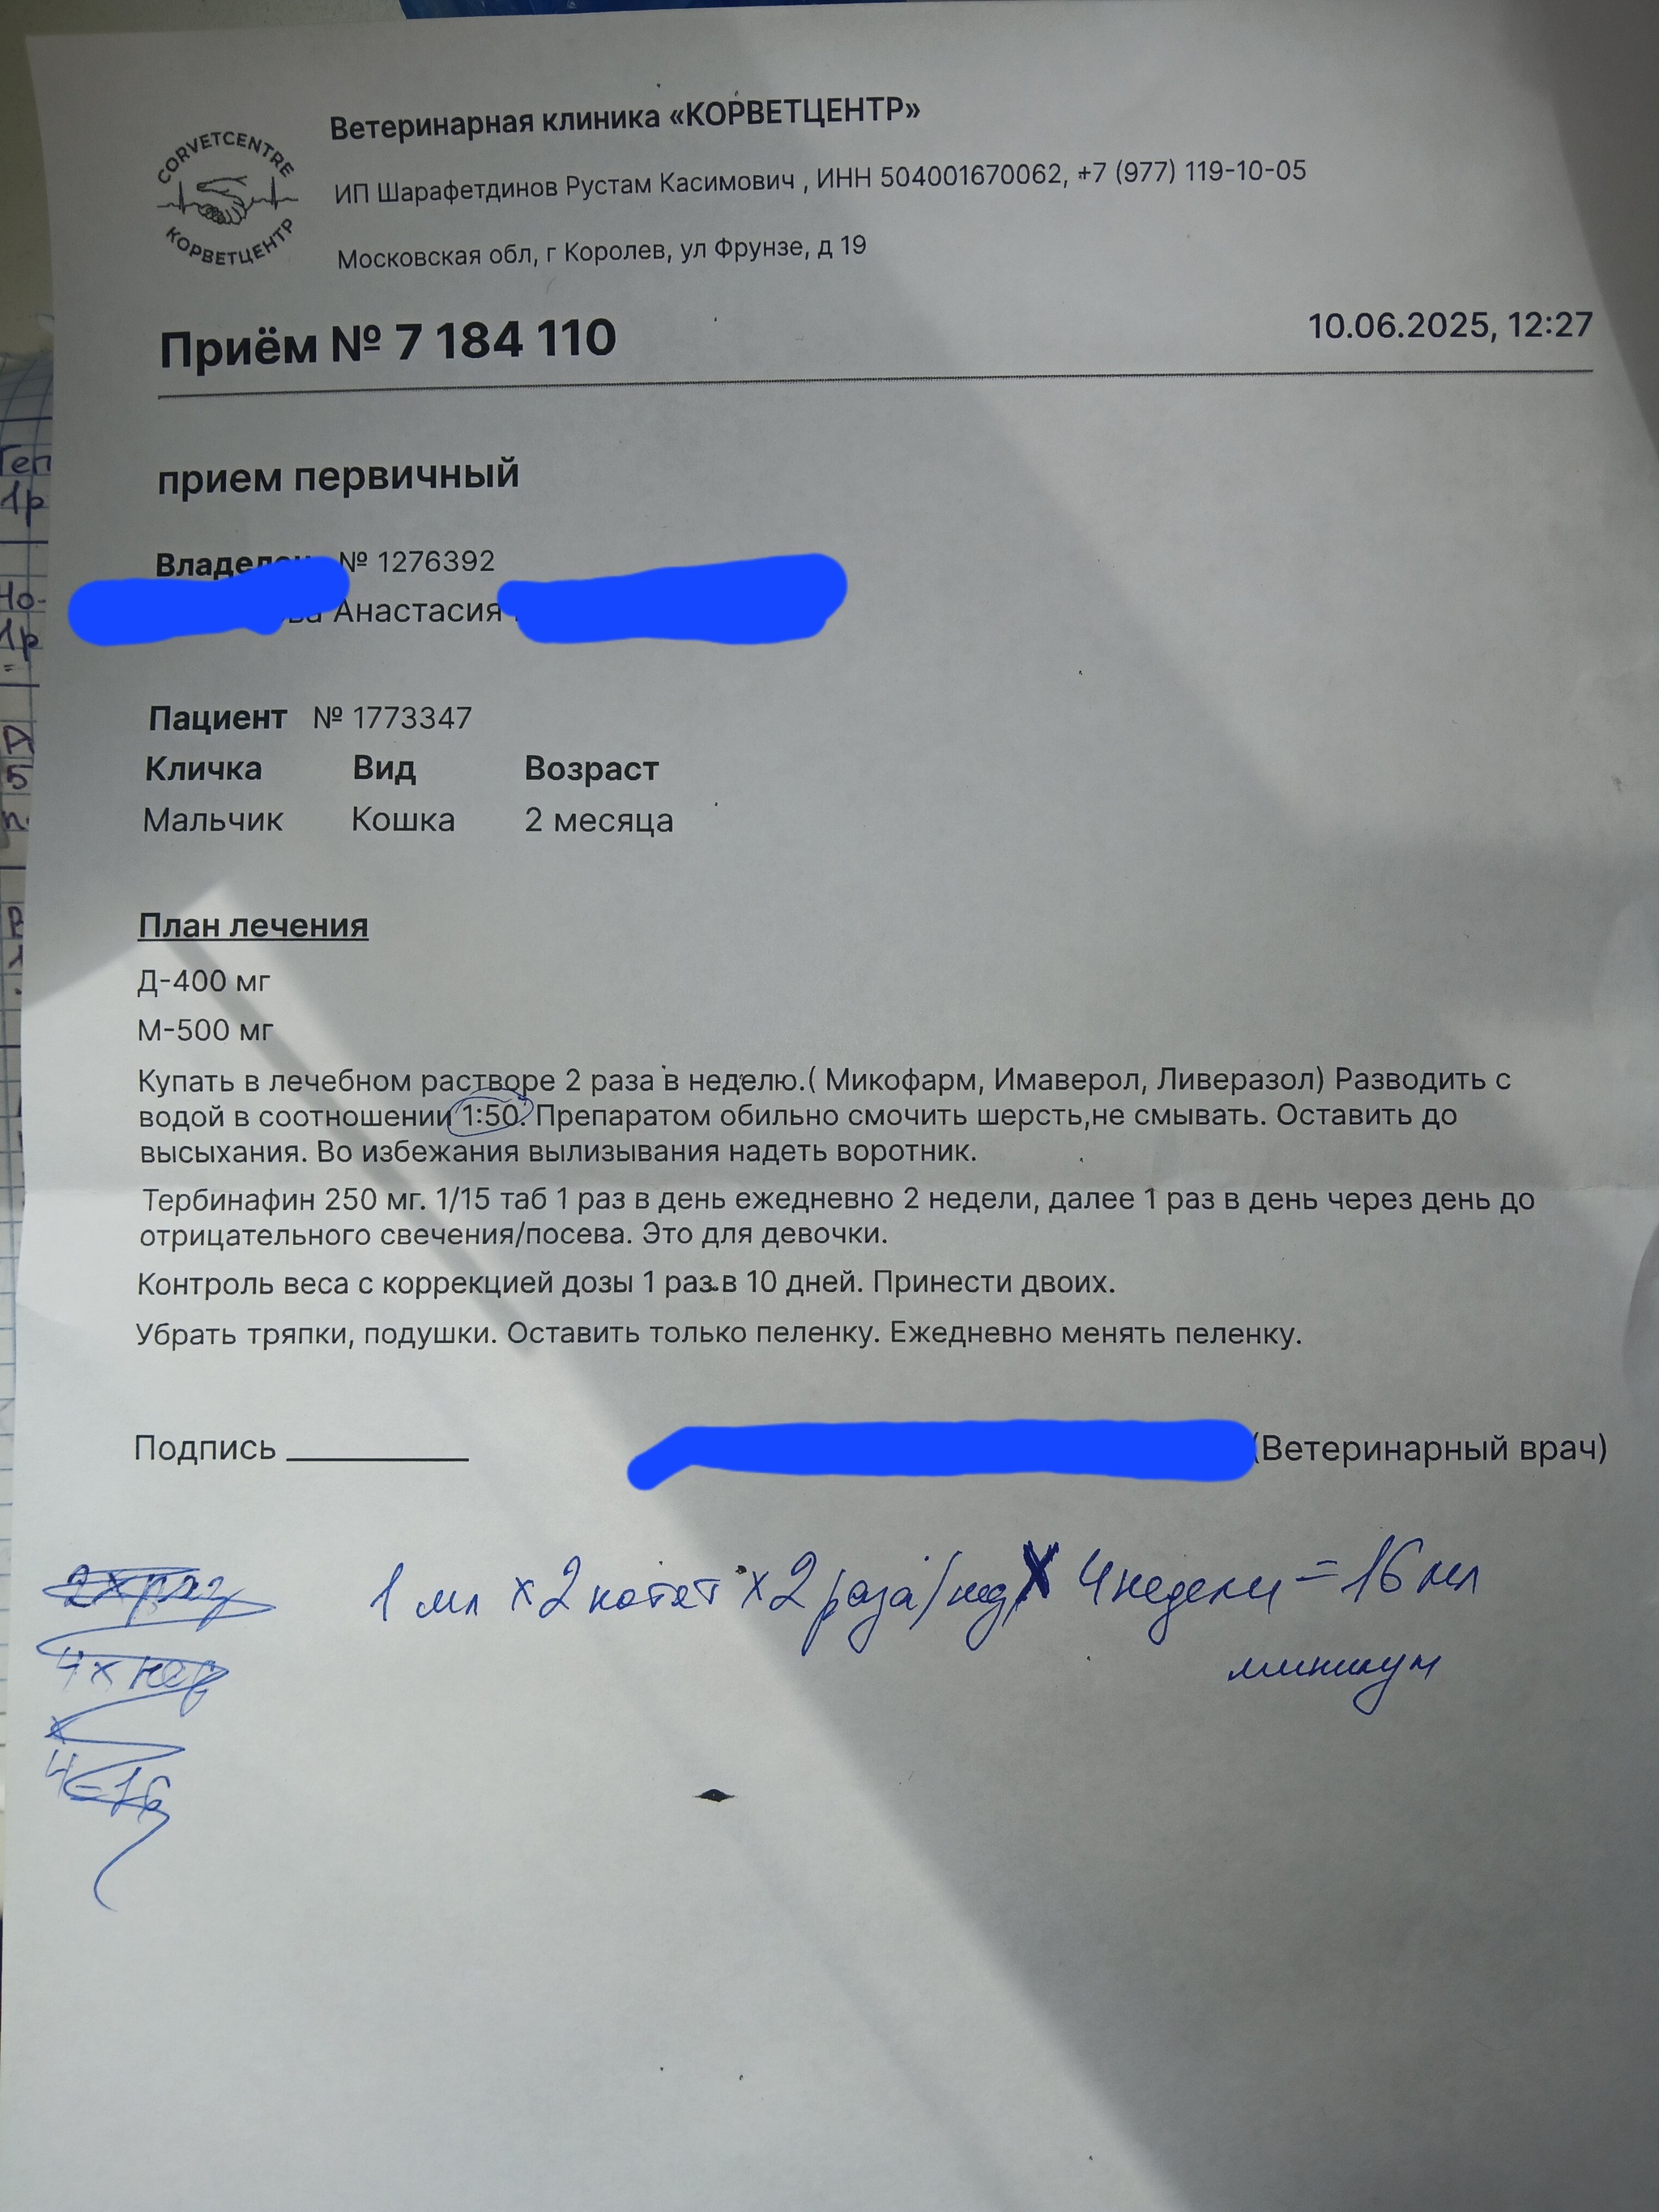 CORVETCENTRE
КОРВЕТЦЕНТР
Ветеринарная клиника «КОРВЕТЦЕНТР»
ИП Шарафетдинов Рустам Касимович , ИНН 504001670062, +7 (977) 119-10-05
Московская обл, г Королев, ул Фрунзе, д 19
Приём № 7 184 110
10.06.2025, 12:27
прием первичный
№ 1276392
Анастасия
Пациент № 1773347
Кличка Вид Возраст
Мальчик Кошка 2 месяца
План лечения
Д-400 мг
М-500 мг
Купать в лечебном растворе 2 раза в неделю.( Микофарм, Имаверол, Ливеразол) Разводить с
водой в соотношении 1:50. Препаратом обильно смочить шерсть,не смывать. Оставить до
высыхания. Во избежания вылизывания надеть воротник.
Тербинафин 250 мг. 1/15 таб 1 раз в день ежедневно 2 недели, далее 1 раз в день через день до
отрицательного свечения/посева. Это для девочки.
Контроль веса с коррекцией дозы 1 раз в 10 дней. Принести двоих.
Убрать тряпки, подушки. Оставить только пеленку. Ежедневно менять пеленку.
Подпись (Ветеринарный врач)
1 мл x 2 котят x 2 раза/нед x 4 недели = 16 мл
минимум